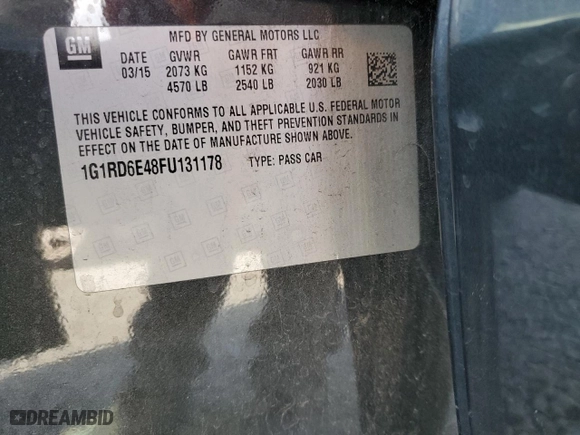 GM
MFD BY GENERAL MOTORS LLC
DATE GVWR GAWR FRT GAWR RR
03/15 2073 KG 1152 KG 921 KG
4570 LB 2540 LB 2030 LB
THIS VEHICLE CONFORMS TO ALL APPLICABLE U.S. FEDERAL MOTOR
VEHICLE SAFETY, BUMPER, AND THEFT PREVENTION STANDARDS IN
EFFECT ON THE DATE OF MANUFACTURE SHOWN ABOVE.
1G1RD6E48FU131178 TYPE: PASS CAR
DREAMBID